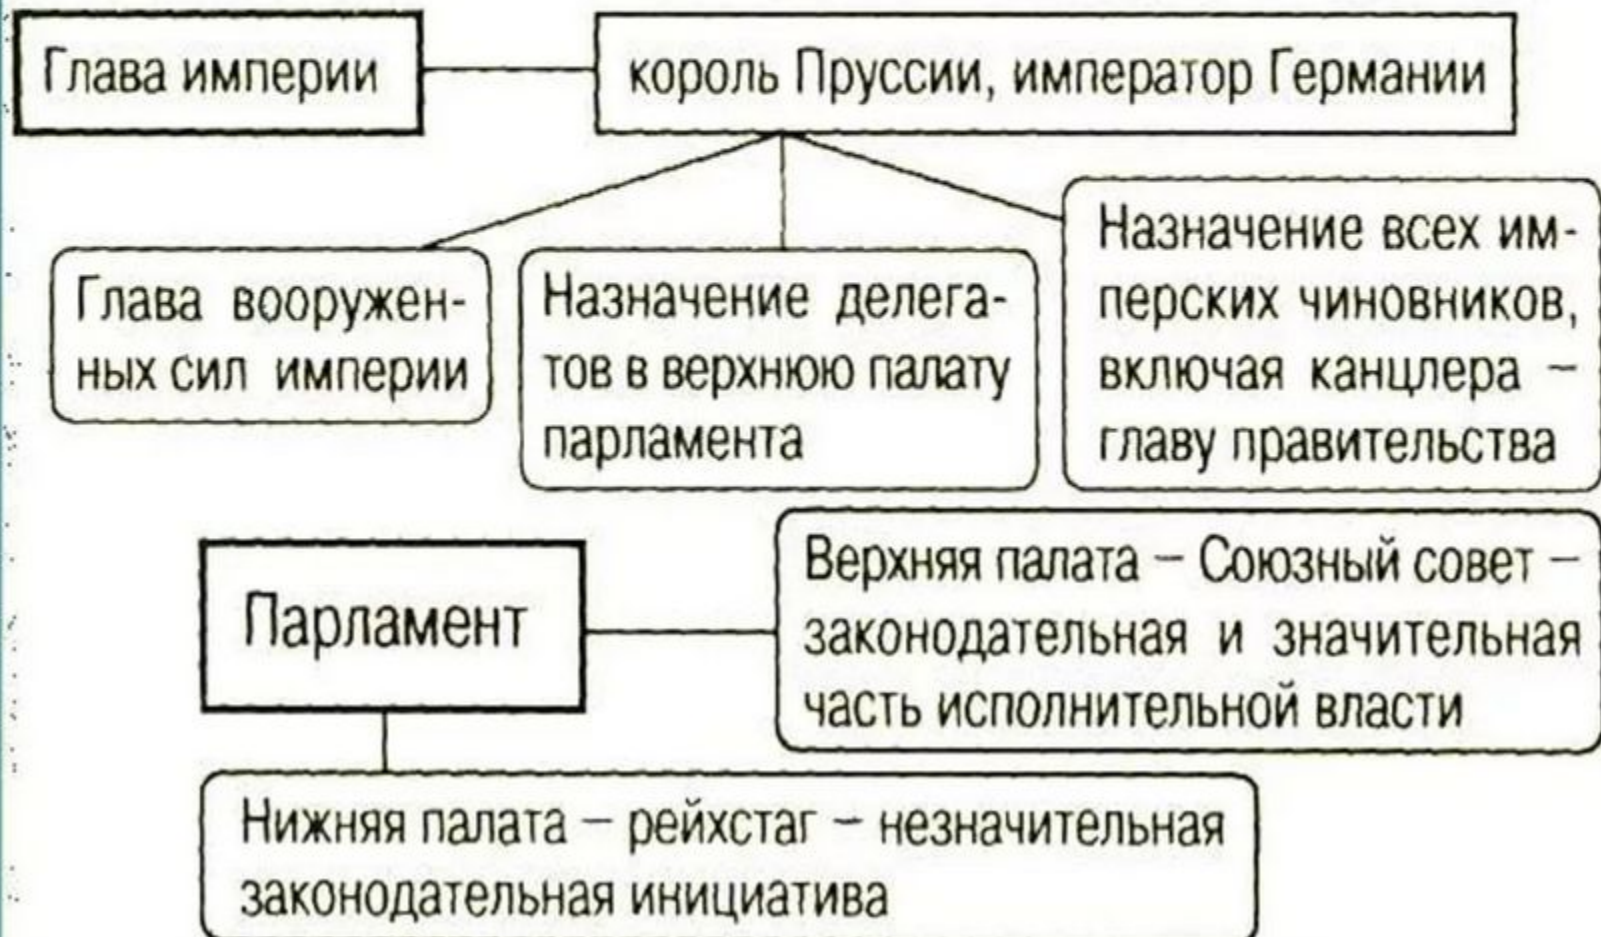 Глава империи
король Пруссии, император Германии
Глава вооружен-
ных сил империи
Назначение делега-
тов в верхнюю палату
парламента
Назначение всех им-
перских чиновников,
включая канцлера –
главу правительства
Парламент
Верхняя палата – Союзный совет –
законодательная и значительная
часть исполнительной власти
Нижняя палата – рейхстаг – незначительная
законодательная инициатива